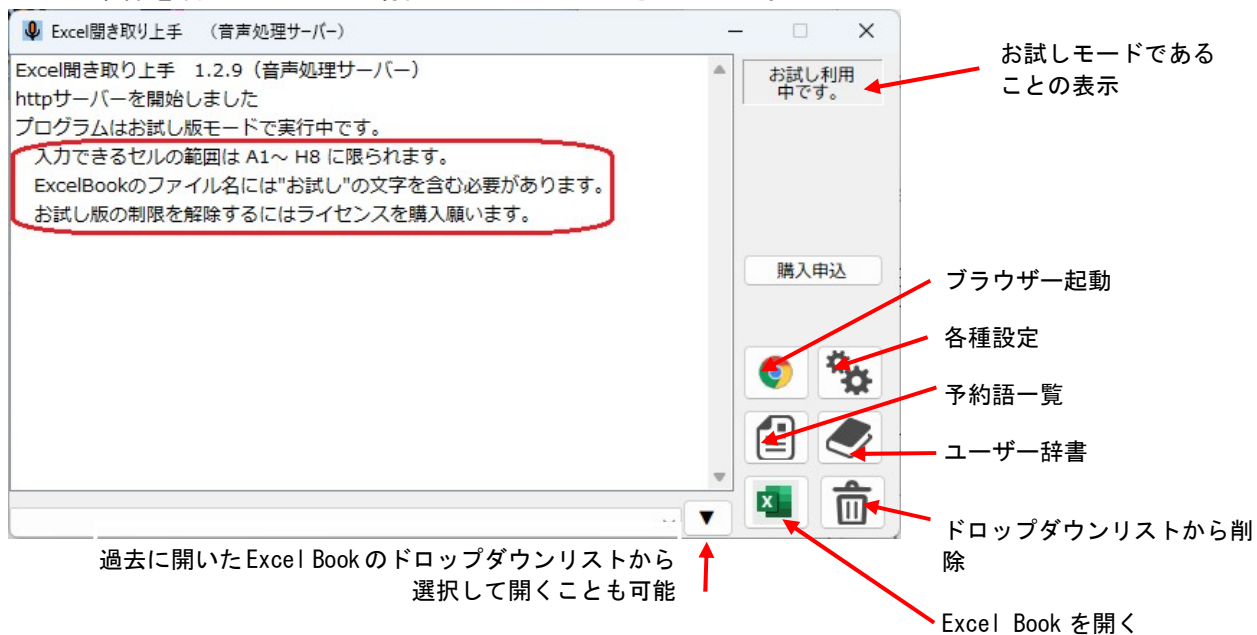 Excel聞き取り上手　（音声処理サーバー）
Excel聞き取り上手　1.2.9（音声処理サーバー）
httpサーバーを開始しました
プログラムはお試し版モードで実行中です。
入力できるセルの範囲は A1～ H8 に限られます。
ExcelBookのファイル名には"お試し"の文字を含む必要があります。
お試し版の制限を解除するにはライセンスを購入願います。
お試し利用
中です。
お試しモードである
ことの表示
購入申込
ブラウザー起動
各種設定
予約語一覧
ユーザー辞書
ドロップダウンリストから削
除
Excel Book を開く
過去に開いた Excel Book のドロップダウンリストから
選択して開くことも可能